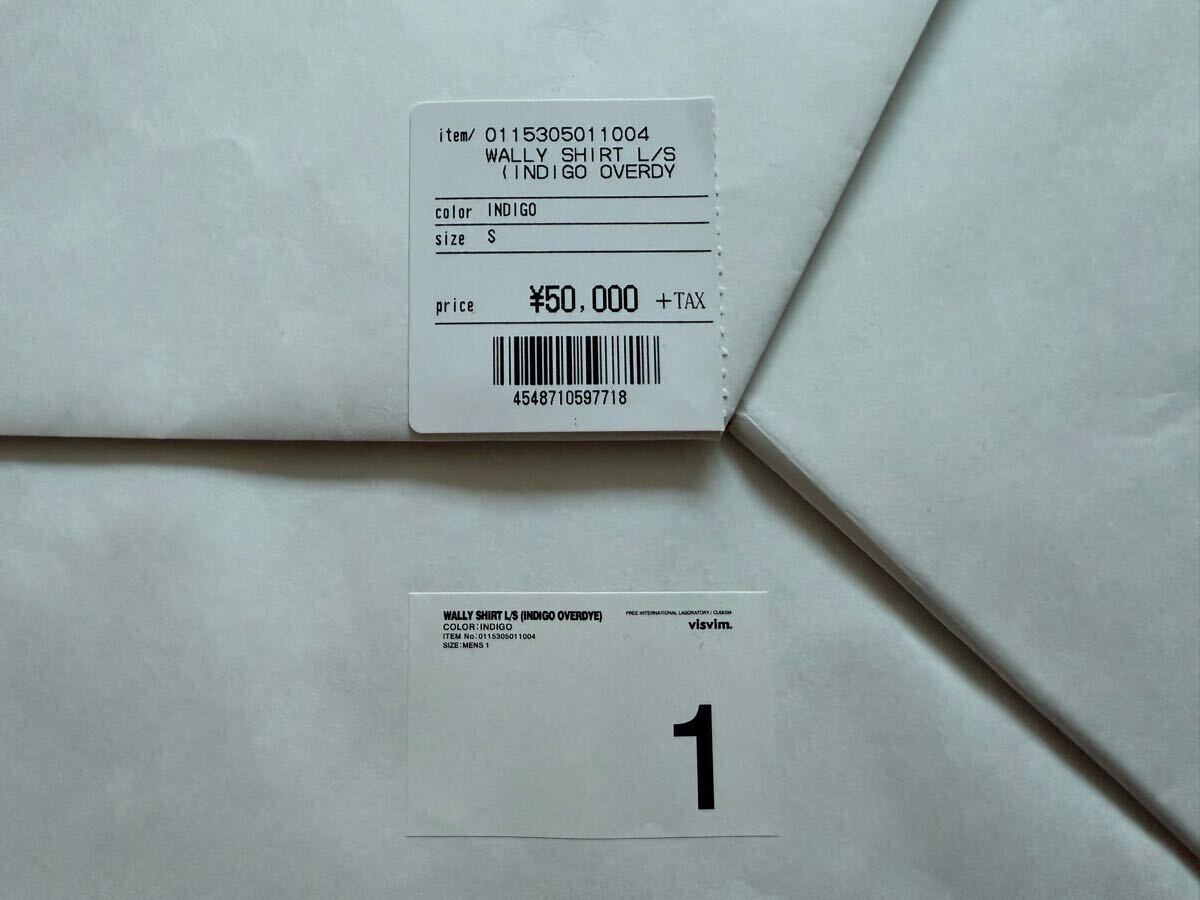 item/ 0115305011004
WALLY SHIRT L/S
(INDIGO OVERDY
color INDIGO
size S
price ¥50,000 +TAX
4548710597718
WALLY SHIRT L/S (INDIGO OVERDYE)
COLOR:INDIGO
ITEM No:0115305011004
SIZE:MENS 1
FREE INTERNATIONAL LABORATORY / CUBISM
visvim.
1